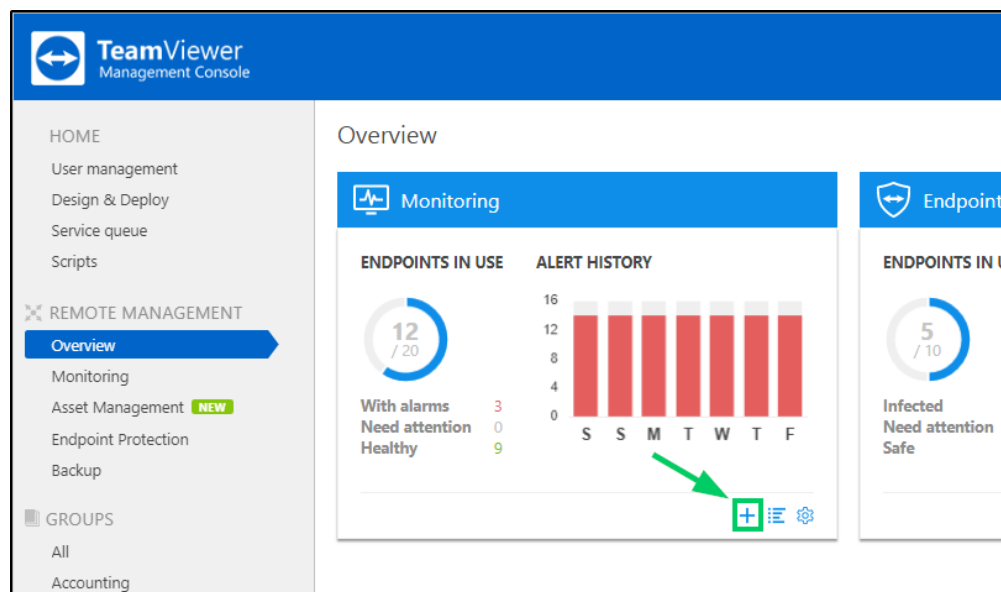 TeamViewer
Management Console
HOME
User management
Design & Deploy
Service queue
Scripts
REMOTE MANAGEMENT
Overview
Monitoring
Asset Management NEW
Endpoint Protection
Backup
GROUPS
All
Accounting
Overview
Monitoring
ENDPOINTS IN USE
12
/ 20
With alarms 3
Need attention 0
Healthy 9
ALERT HISTORY
16
12
8
4
0
S S M T W T F
Endpoint
ENDPOINTS IN U
5
/ 10
Infected
Need attention
Safe